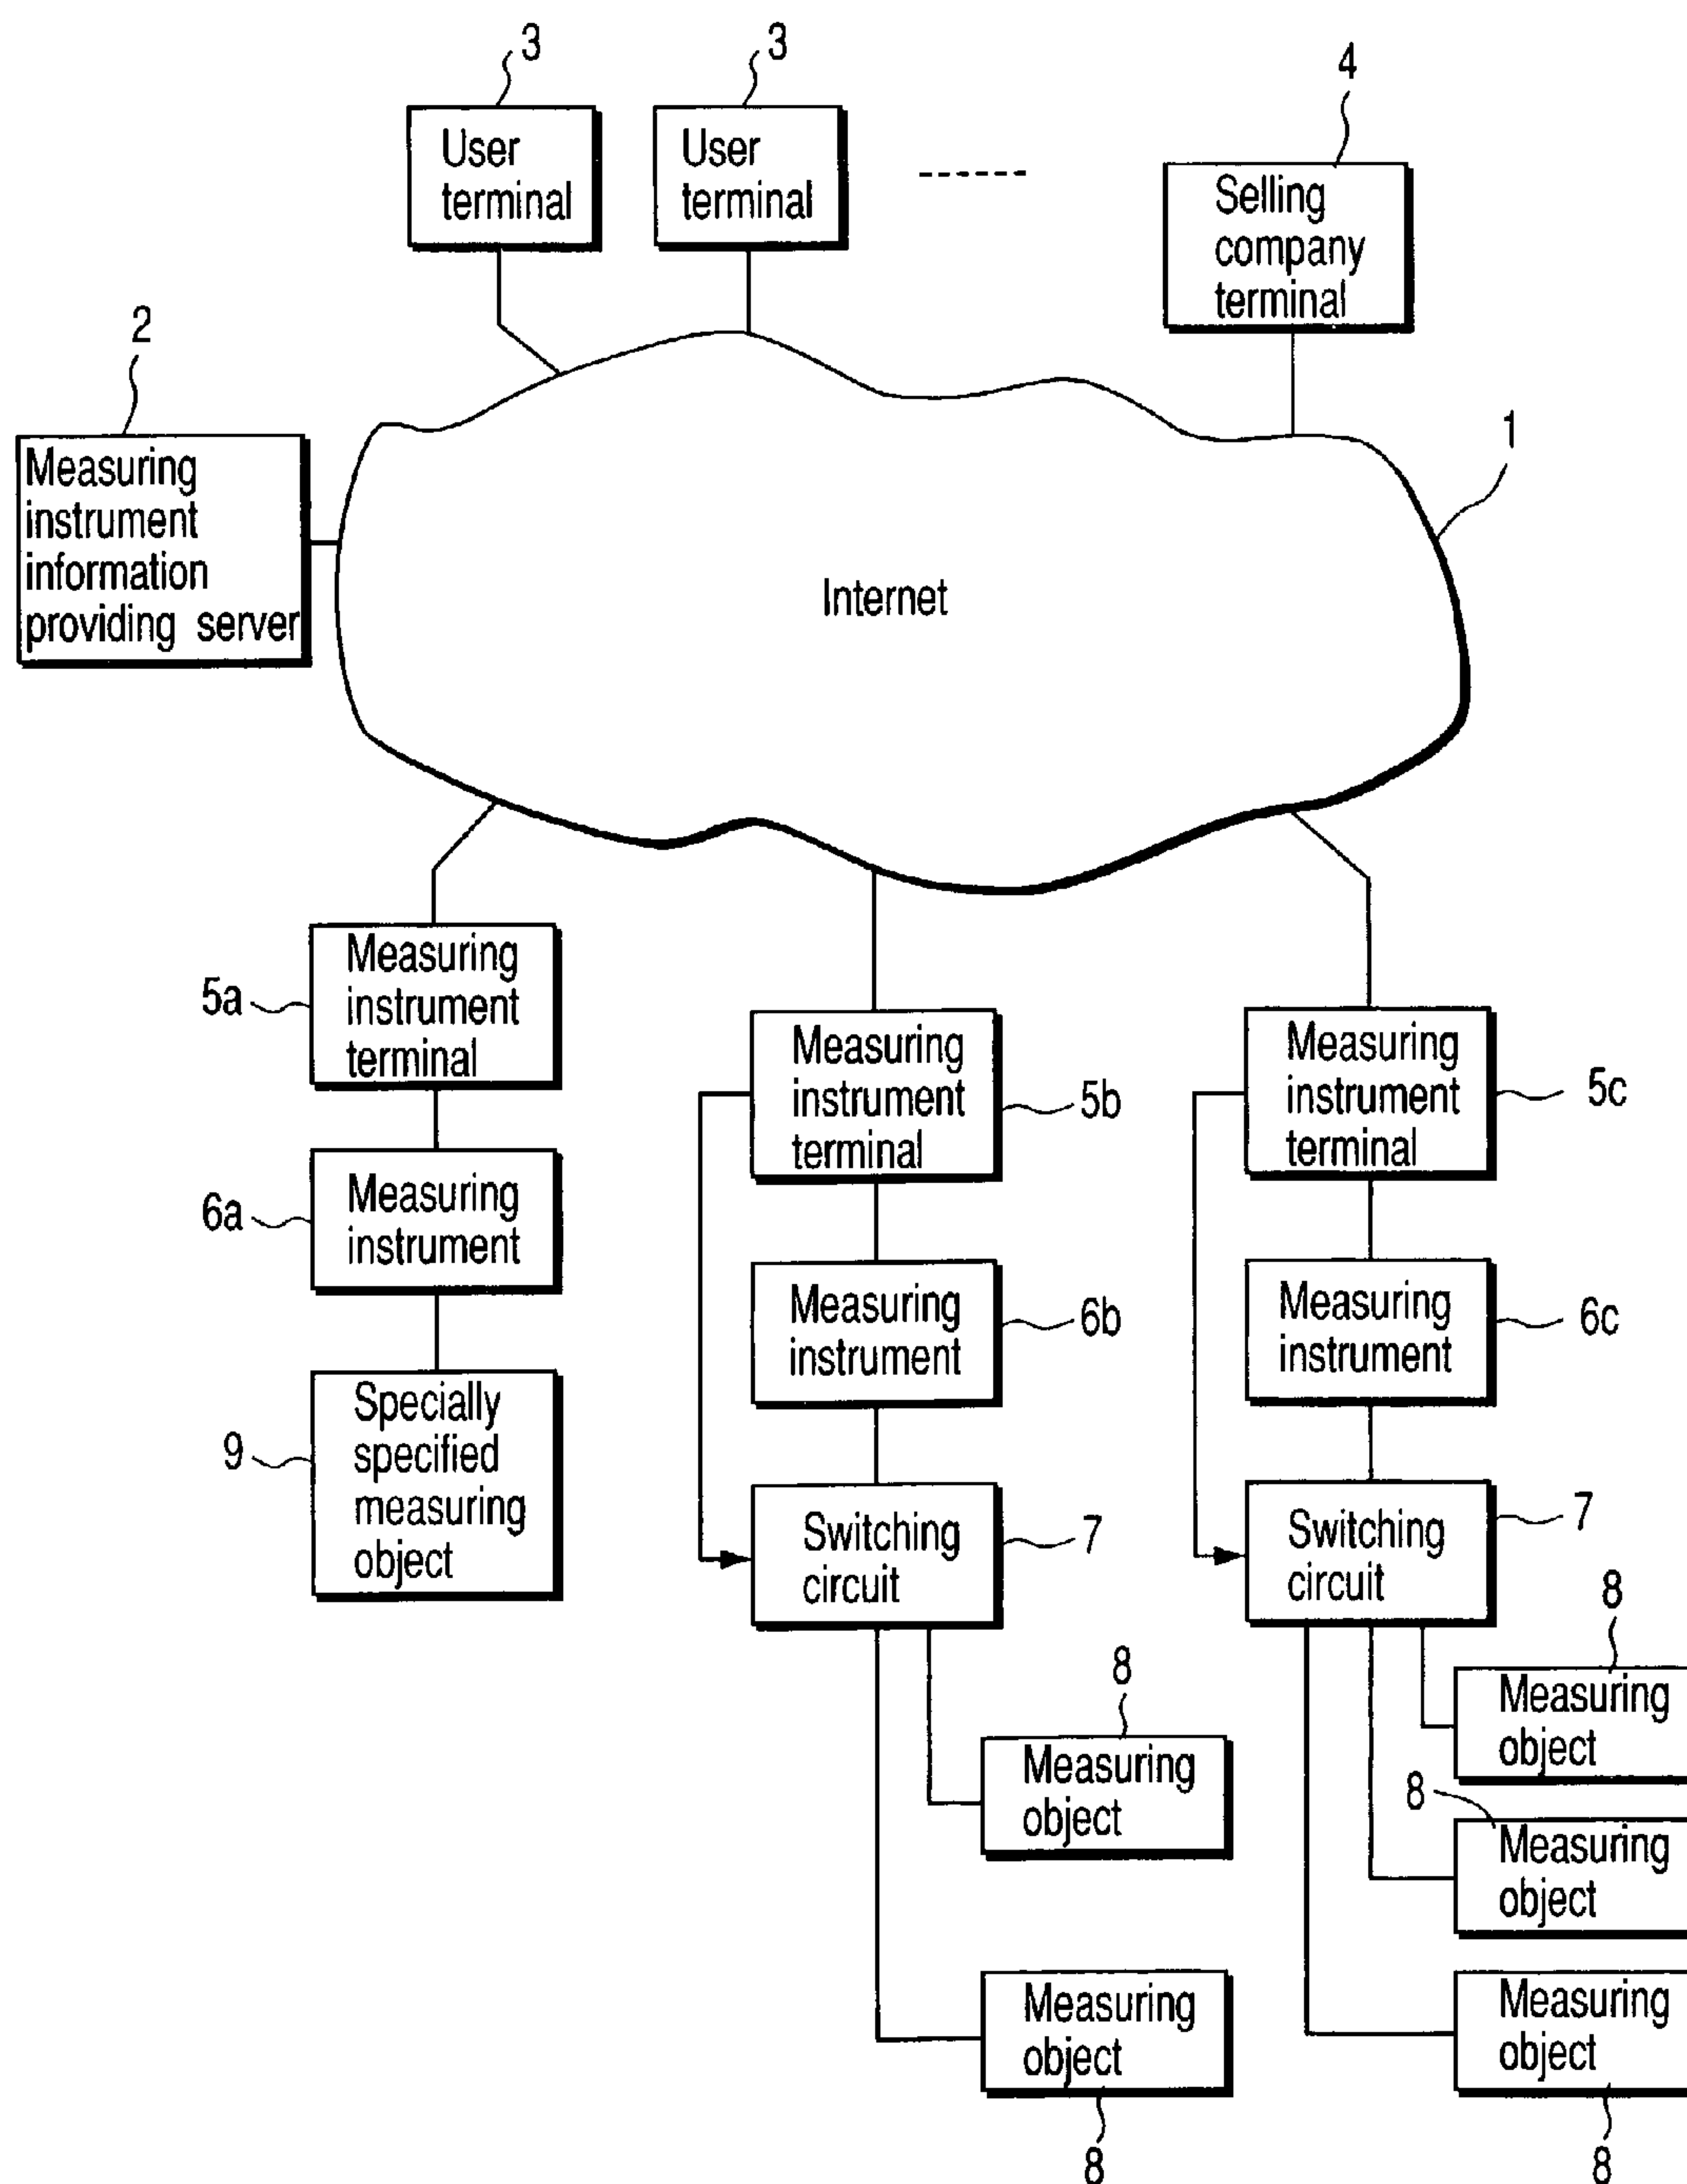 3
3
4
User
terminal
User
terminal
Selling
company
terminal
2
1
Measuring
instrument
information
providing server
Internet
5a
Measuring
instrument
terminal
Measuring
instrument
terminal
5b
Measuring
instrument
terminal
5c
6a
Measuring
instrument
Measuring
instrument
6b
Measuring
instrument
6c
9
Specially
specified
measuring
object
Switching
circuit
7
Switching
circuit
7
8
Measuring
object
8
Measuring
object
8
Measuring
object
Measuring
object
8
Measuring
object
8